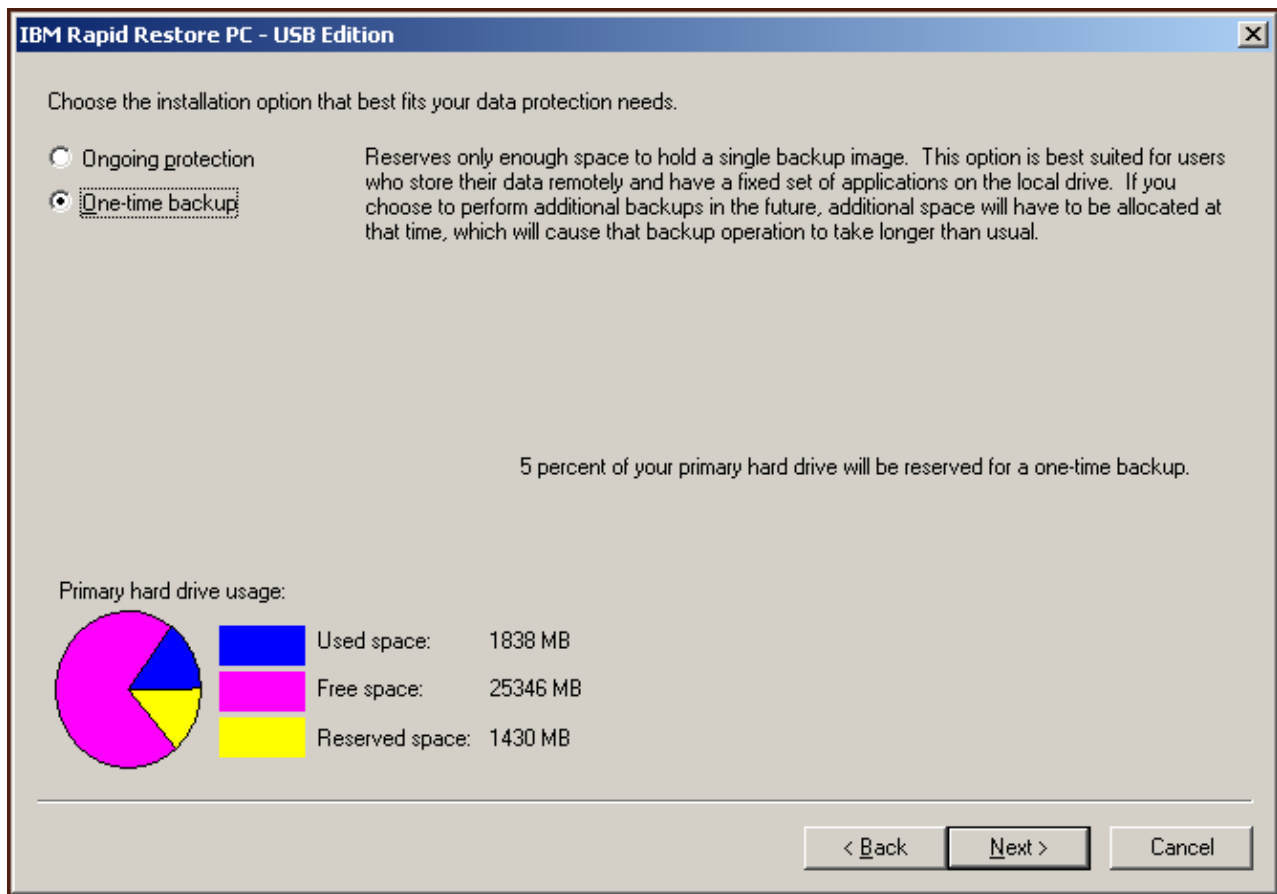 IBM Rapid Restore PC - USB Edition
Choose the installation option that best fits your data protection needs.
Ongoing protection
One-time backup
Reserves only enough space to hold a single backup image. This option is best suited for users
who store their data remotely and have a fixed set of applications on the local drive. If you
choose to perform additional backups in the future, additional space will have to be allocated at
that time, which will cause that backup operation to take longer than usual.
5 percent of your primary hard drive will be reserved for a one-time backup.
Primary hard drive usage:
Used space: 1838 MB
Free space: 25346 MB
Reserved space: 1430 MB
< Back Next > Cancel